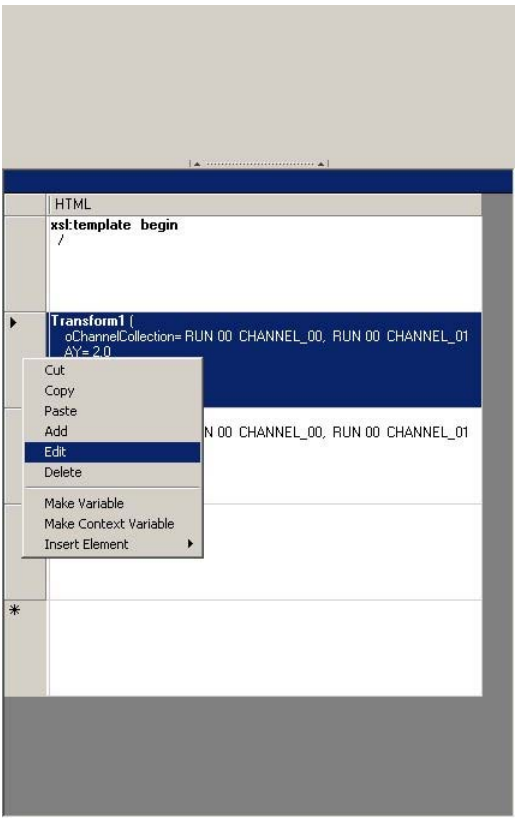 HTML
xsl:template begin
/
Transform1 (
oChannelCollection= RUN 00 CHANNEL_00, RUN 00 CHANNEL_01
AY= 2.0
Cut
Copy
Paste
Add
N 00 CHANNEL_00, RUN 00 CHANNEL_01
Edit
Delete
Make Variable
Make Context Variable
Insert Element
*